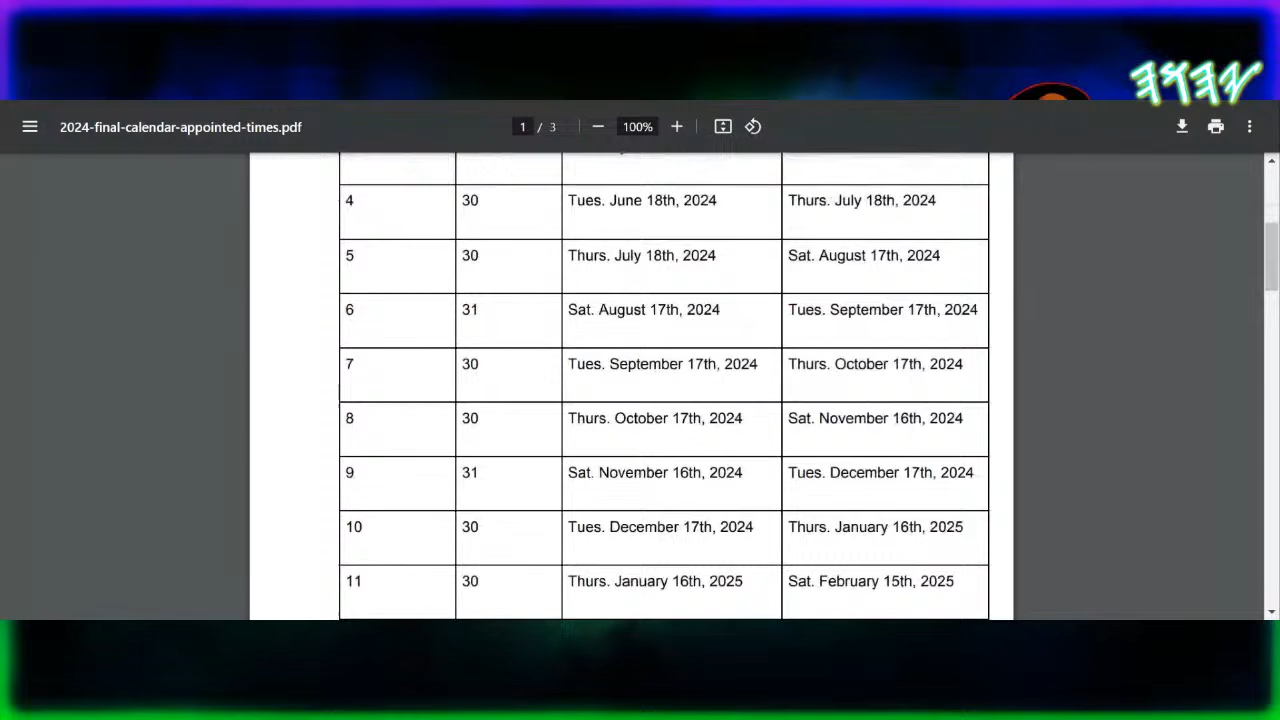 𐤉𐤄𐤅𐤄
2024-final-calendar-appointed-times.pdf 1 / 3 100%
4 30 Tues. June 18th, 2024 Thurs. July 18th, 2024
5 30 Thurs. July 18th, 2024 Sat. August 17th, 2024
6 31 Sat. August 17th, 2024 Tues. September 17th, 2024
7 30 Tues. September 17th, 2024 Thurs. October 17th, 2024
8 30 Thurs. October 17th, 2024 Sat. November 16th, 2024
9 31 Sat. November 16th, 2024 Tues. December 17th, 2024
10 30 Tues. December 17th, 2024 Thurs. January 16th, 2025
11 30 Thurs. January 16th, 2025 Sat. February 15th, 2025